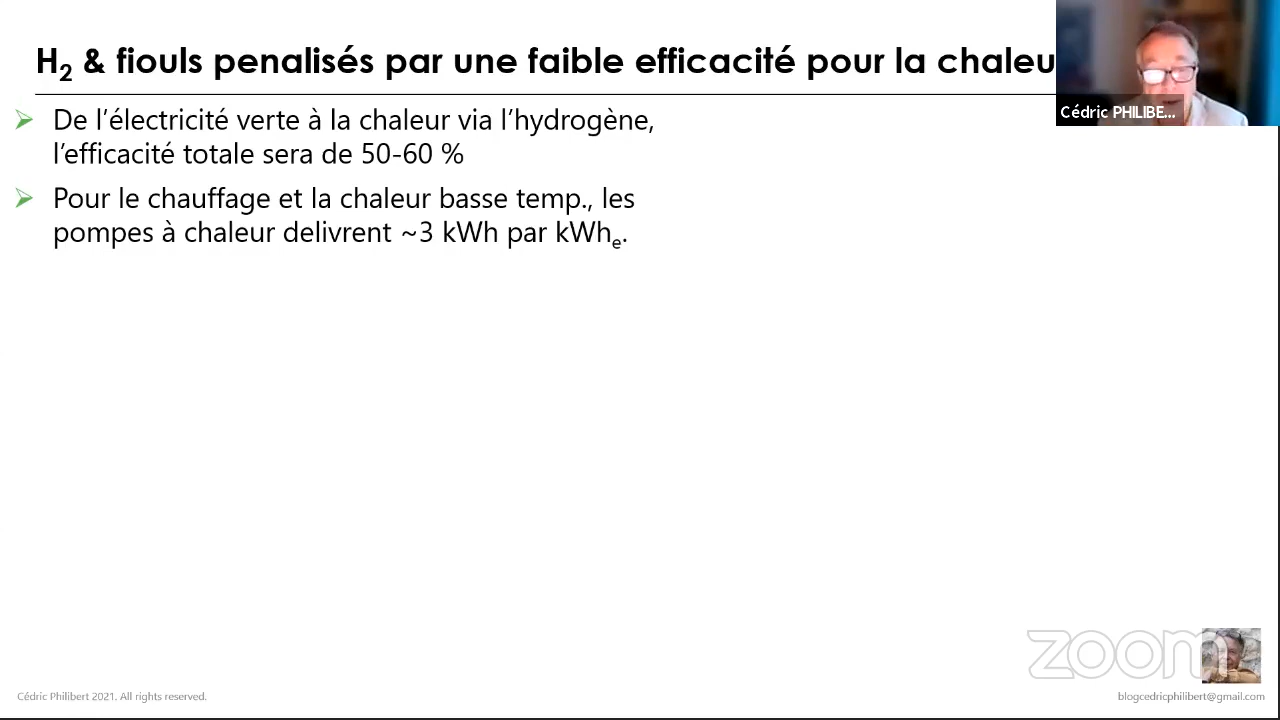 H₂ & fiouls penalisés par une faible efficacité pour la chaleu
Cédric PHILIBE...
De l’électricité verte à la chaleur via l’hydrogène,
l’efficacité totale sera de 50-60 %
Pour le chauffage et la chaleur basse temp., les
pompes à chaleur delivrent ~3 kWh par kWhₑ.
zoom
Cédric Philibert 2021. All rights reserved.
blogcedricphilibert@gmail.com